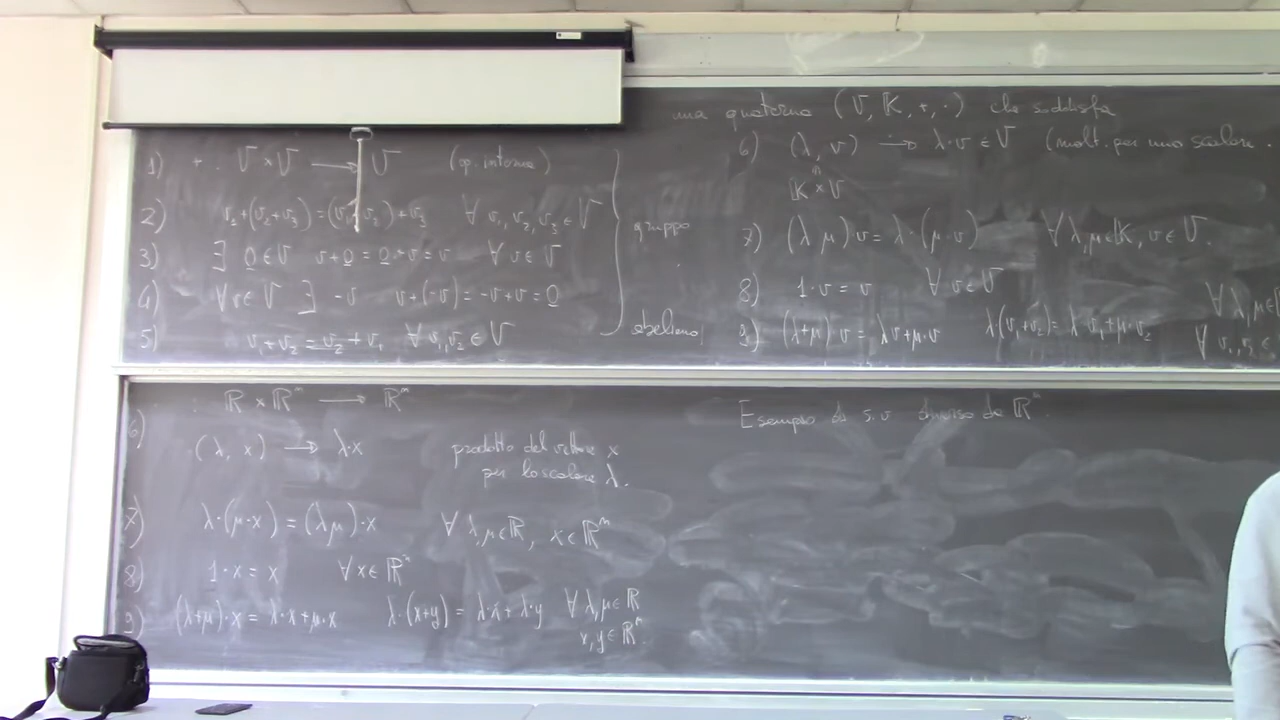 una quaterna (V, K, +, ·) che soddisfa
1) + : V × V → V (op. interna)
2) v₁+(v₂+v₃) = (v₁+v₂)+v₃ ∀ v₁, v₂, v₃ ∈ V
3) ∃ 0 ∈ V v+0 = 0+v = v ∀ v ∈ V
4) ∀ v ∈ V ∃ -v v+(-v) = -v+v = 0
5) v₁+v₂ = v₂+v₁ ∀ v₁, v₂ ∈ V
gruppo
abeliano
6) (λ, v) → λ·v ∈ V (molt. per uno scalare.
K × V
7) (λ μ) v = λ·(μ·v) ∀ λ, μ ∈ K, v ∈ V.
8) 1·v = v ∀ v ∈ V
9) (λ+μ) v = λv+μ·v λ(v₁+v₂) = λ v₁+μ·v₂ ∀ λ, μ ∈
∀ v₁, v₂ ∈
6) ℝ × ℝⁿ → ℝⁿ
(λ, x) → λ·x prodotto del vettore x
per lo scalare λ.
7) λ·(μ·x) = (λμ)·x ∀ λ, μ ∈ ℝ, x ∈ ℝⁿ
8) 1·x = x ∀ x ∈ ℝⁿ
9) (λ+μ)·x = λ·x+μ·x λ·(x+y) = λ·x+λ·y ∀ λ, μ ∈ ℝ
x, y ∈ ℝⁿ.
Esempio di s.v diverso da ℝⁿ.